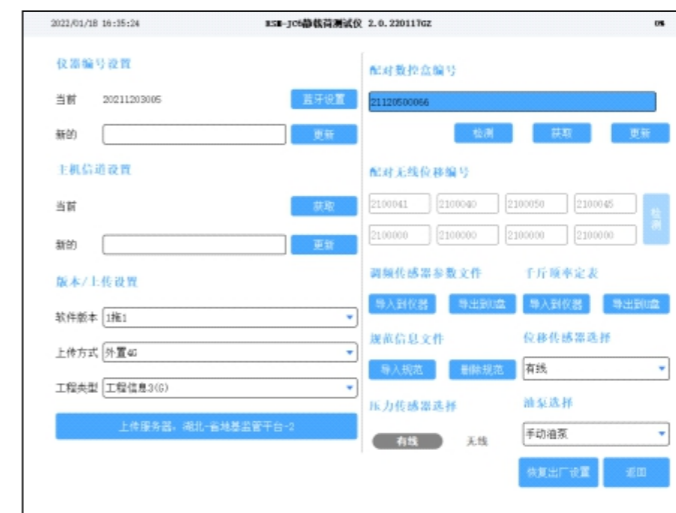 2022/01/18 16:35:24
RSM-JC6静载荷测试仪 2.0.220117GZ
0%
仪器编号设置
当前 20211203005 蓝牙设置
新的 更新
主机信道设置
当前 获取
新的 更新
版本/上传设置
软件版本 1拖1
上传方式 外置4G
工程类型 工程信息3(G)
上传服务器：湖北-省地基监管平台-2
配对数控盒编号
21120500066
检测 获取 更新
配对无线位移编号
2100041 2100040 2100050 2100045
2100000 2100000 2100000 2100000
检测
调频传感器参数文件 千斤顶率定表
导入到仪器 导出到U盘 导入到仪器 导出到U盘
规范信息文件 位移传感器选择
导入规范 删除规范 有线
压力传感器选择 油泵选择
有线 无线 手动油泵
恢复出厂设置 返回